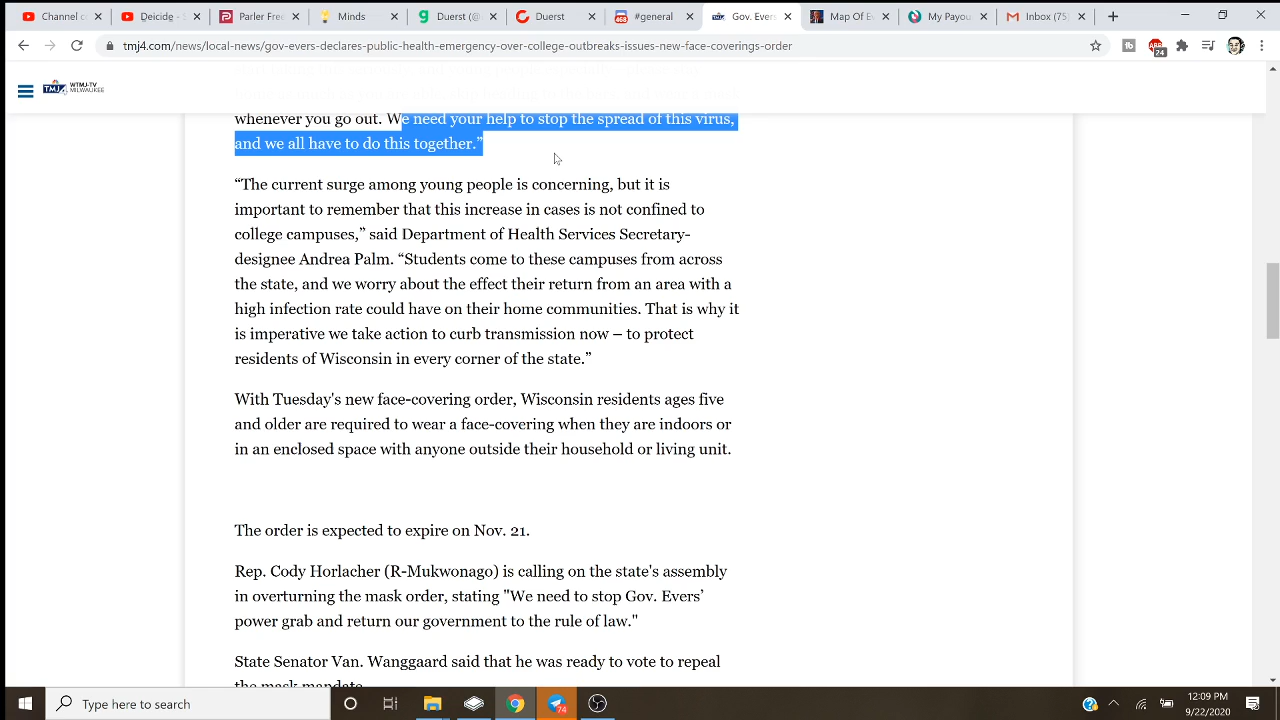 Channel c
Deicide -
Parler Fre
Minds
Duerst (@
Duerst
468
#general
Gov. Evers
Map Of Ev
My Payou
Inbox (75)
tmj4.com/news/local-news/gov-evers-declares-public-health-emergency-over-college-outbreaks-issues-new-face-coverings-order
24
TMJ4 WTMJ-TV
MILWAUKEE
whenever you go out. We need your help to stop the spread of this virus,
and we all have to do this together.”
“The current surge among young people is concerning, but it is
important to remember that this increase in cases is not confined to
college campuses,” said Department of Health Services Secretary-
designee Andrea Palm. “Students come to these campuses from across
the state, and we worry about the effect their return from an area with a
high infection rate could have on their home communities. That is why it
is imperative we take action to curb transmission now – to protect
residents of Wisconsin in every corner of the state.”
With Tuesday's new face-covering order, Wisconsin residents ages five
and older are required to wear a face-covering when they are indoors or
in an enclosed space with anyone outside their household or living unit.
The order is expected to expire on Nov. 21.
Rep. Cody Horlacher (R-Mukwonago) is calling on the state's assembly
in overturning the mask order, stating "We need to stop Gov. Evers’
power grab and return our government to the rule of law."
State Senator Van. Wanggaard said that he was ready to vote to repeal
the mask mandate
Type here to search
74
12:09 PM
9/22/2020